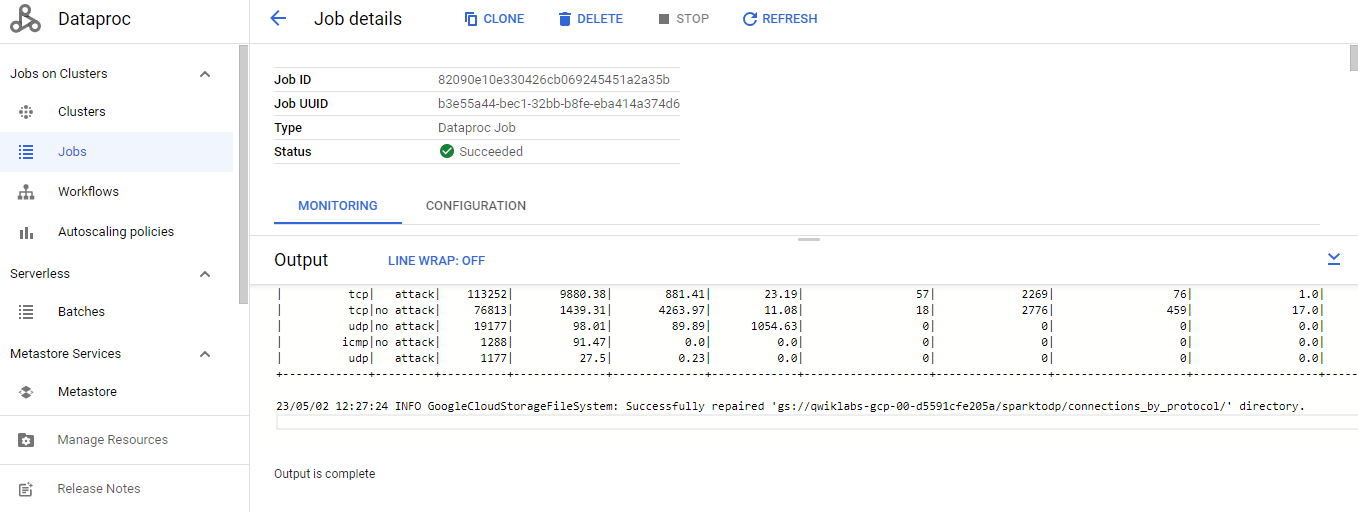 Dataproc
Job details
CLONE
DELETE
STOP
REFRESH
Jobs on Clusters
Clusters
Jobs
Workflows
Autoscaling policies
Serverless
Batches
Metastore Services
Metastore
Manage Resources
Release Notes
Job ID 82090e10e330426cb069245451a2a35b
Job UUID b3e55a44-bec1-32bb-b8fe-eba414a374d6
Type Dataproc Job
Status Succeeded
MONITORING CONFIGURATION
Output LINE WRAP: OFF
| tcp| attack| 113252| 9880.38| 881.41| 23.19| 57| 2269| 76| 1.0|
| tcp|no attack| 76813| 1439.31| 4263.97| 11.08| 18| 2776| 459| 17.0|
| udp|no attack| 19177| 98.01| 89.89| 1054.63| 0| 0| 0| 0.0|
| icmp|no attack| 1288| 91.47| 0.0| 0.0| 0| 0| 0| 0.0|
| udp| attack| 1177| 27.5| 0.23| 0.0| 0| 0| 0| 0.0|
23/05/02 12:27:24 INFO GoogleCloudStorageFileSystem: Successfully repaired 'gs://qwiklabs-gcp-00-d5591cfe205a/sparktodp/connections_by_protocol/' directory.
Output is complete